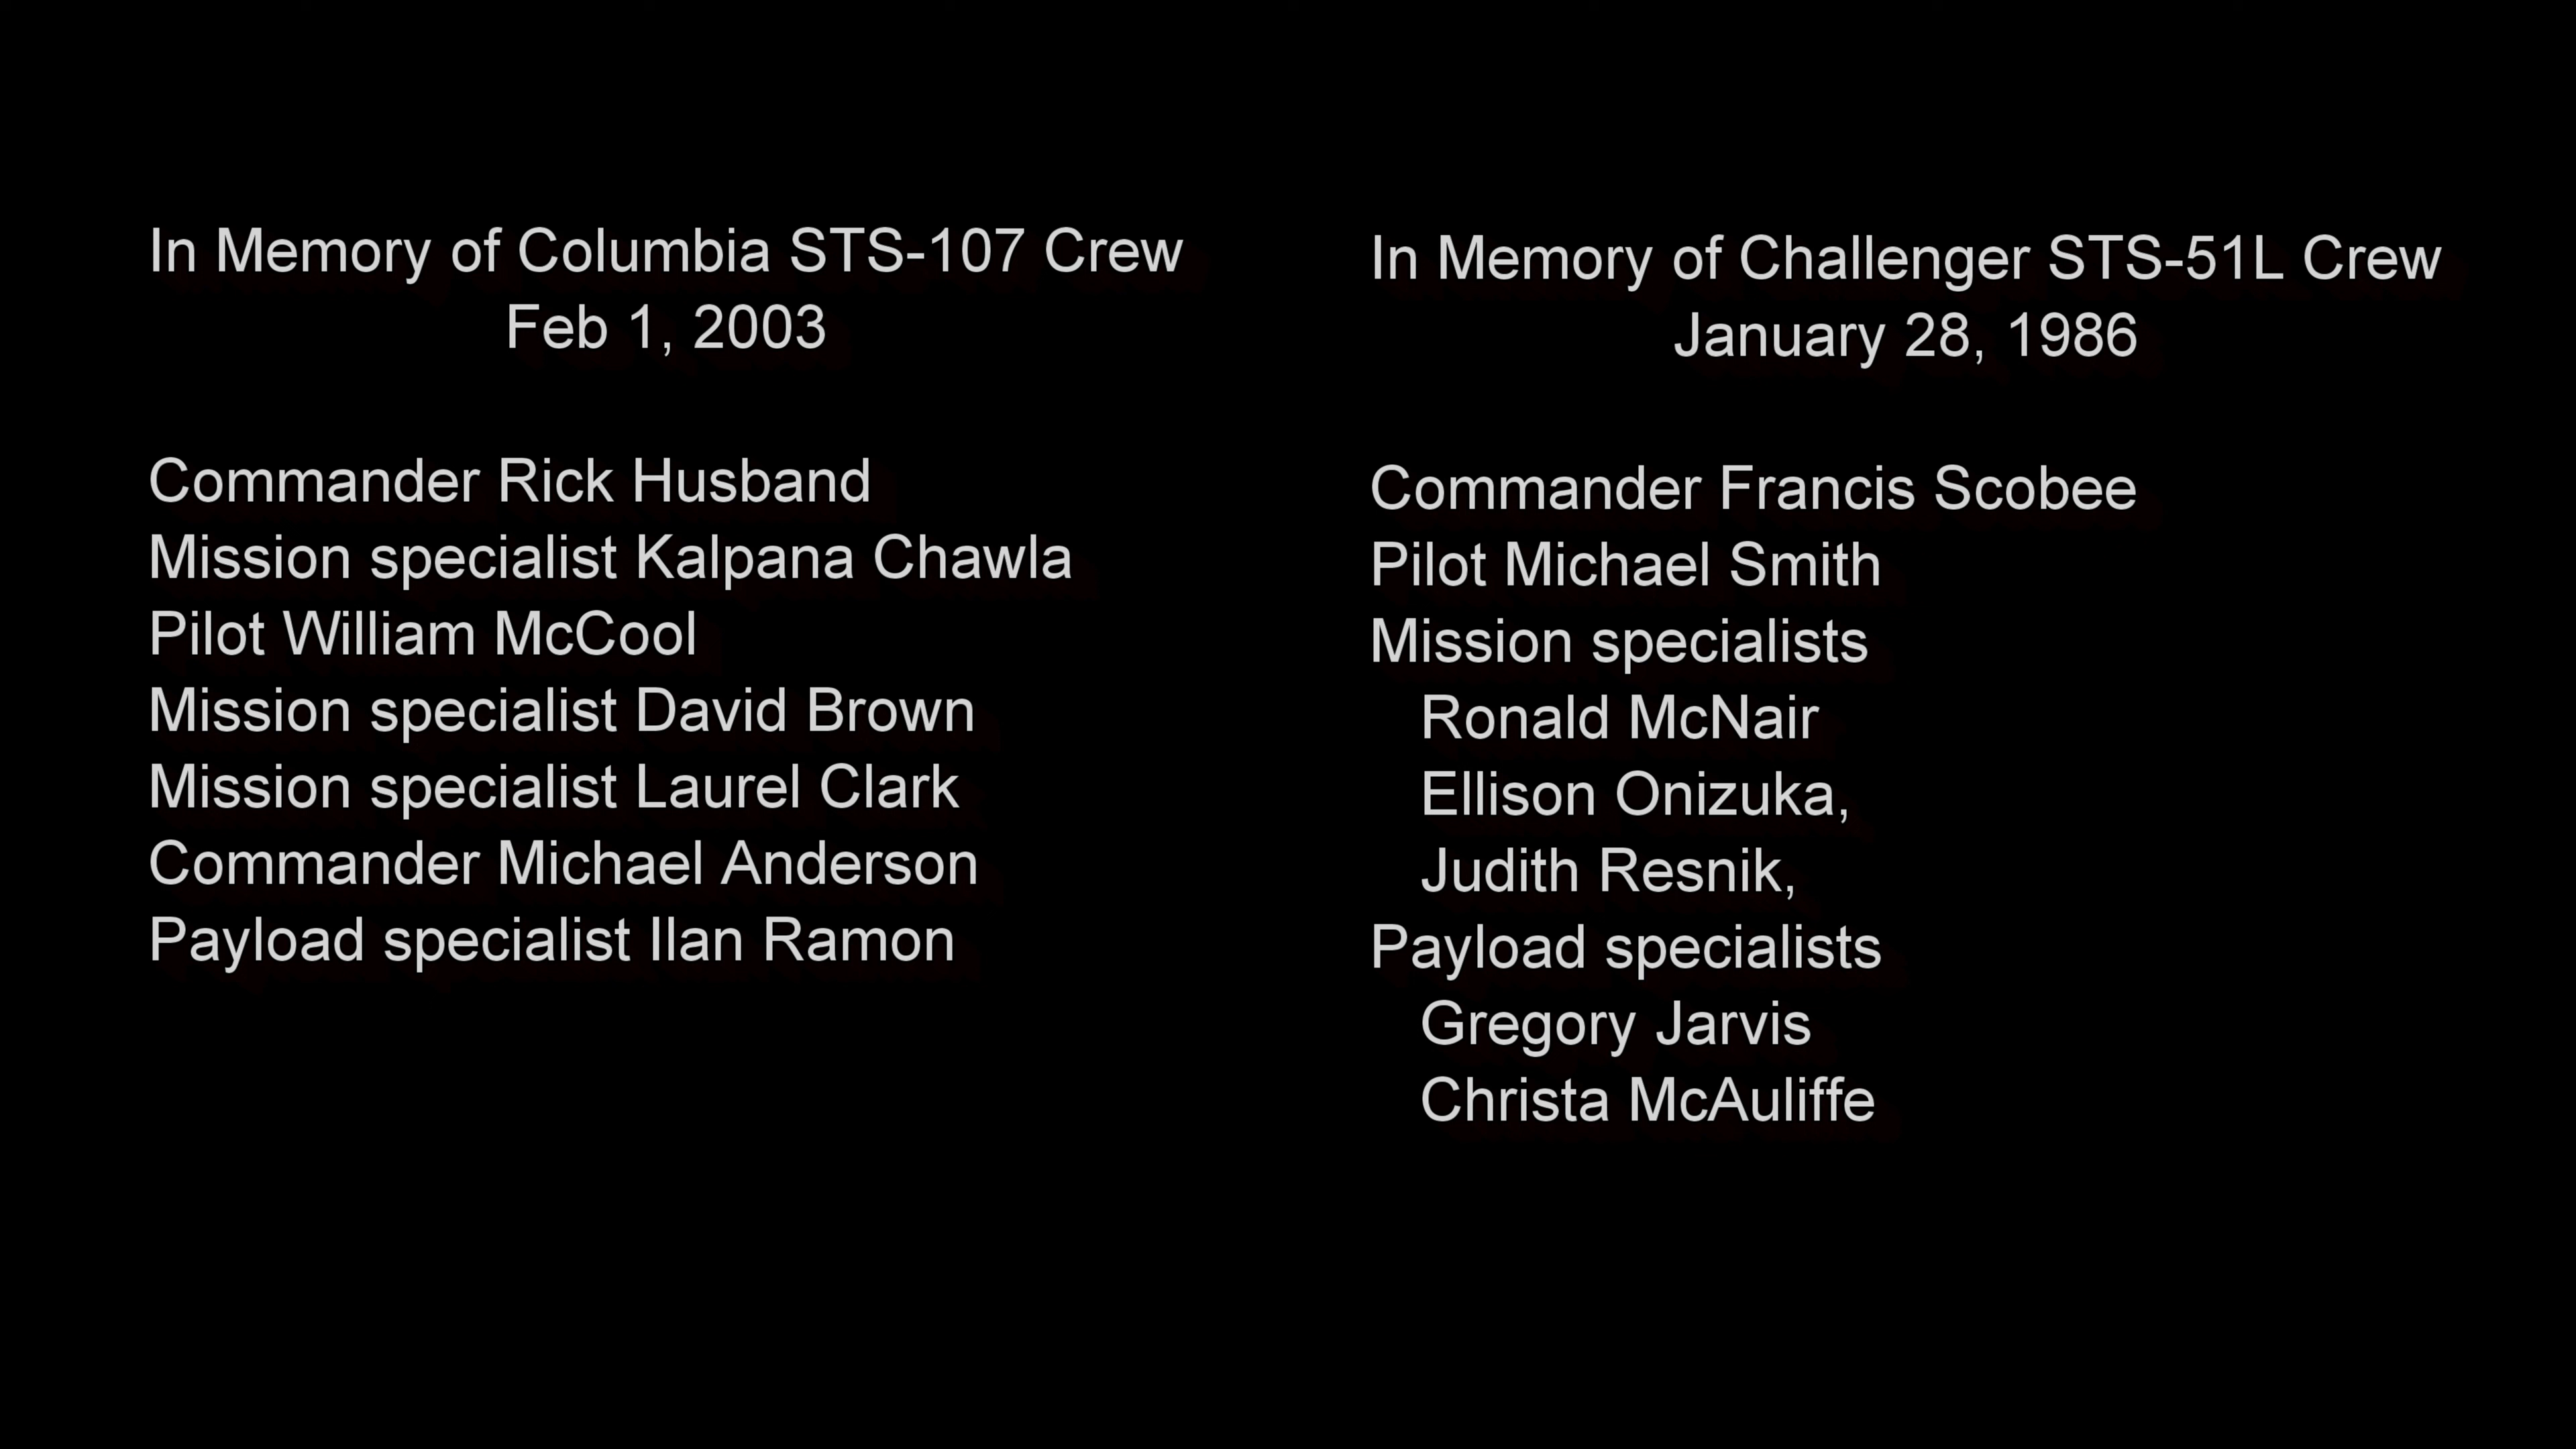 In Memory of Columbia STS-107 Crew
Feb 1, 2003
Commander Rick Husband
Mission specialist Kalpana Chawla
Pilot William McCool
Mission specialist David Brown
Mission specialist Laurel Clark
Commander Michael Anderson
Payload specialist Ilan Ramon
In Memory of Challenger STS-51L Crew
January 28, 1986
Commander Francis Scobee
Pilot Michael Smith
Mission specialists
Ronald McNair
Ellison Onizuka,
Judith Resnik,
Payload specialists
Gregory Jarvis
Christa McAuliffe